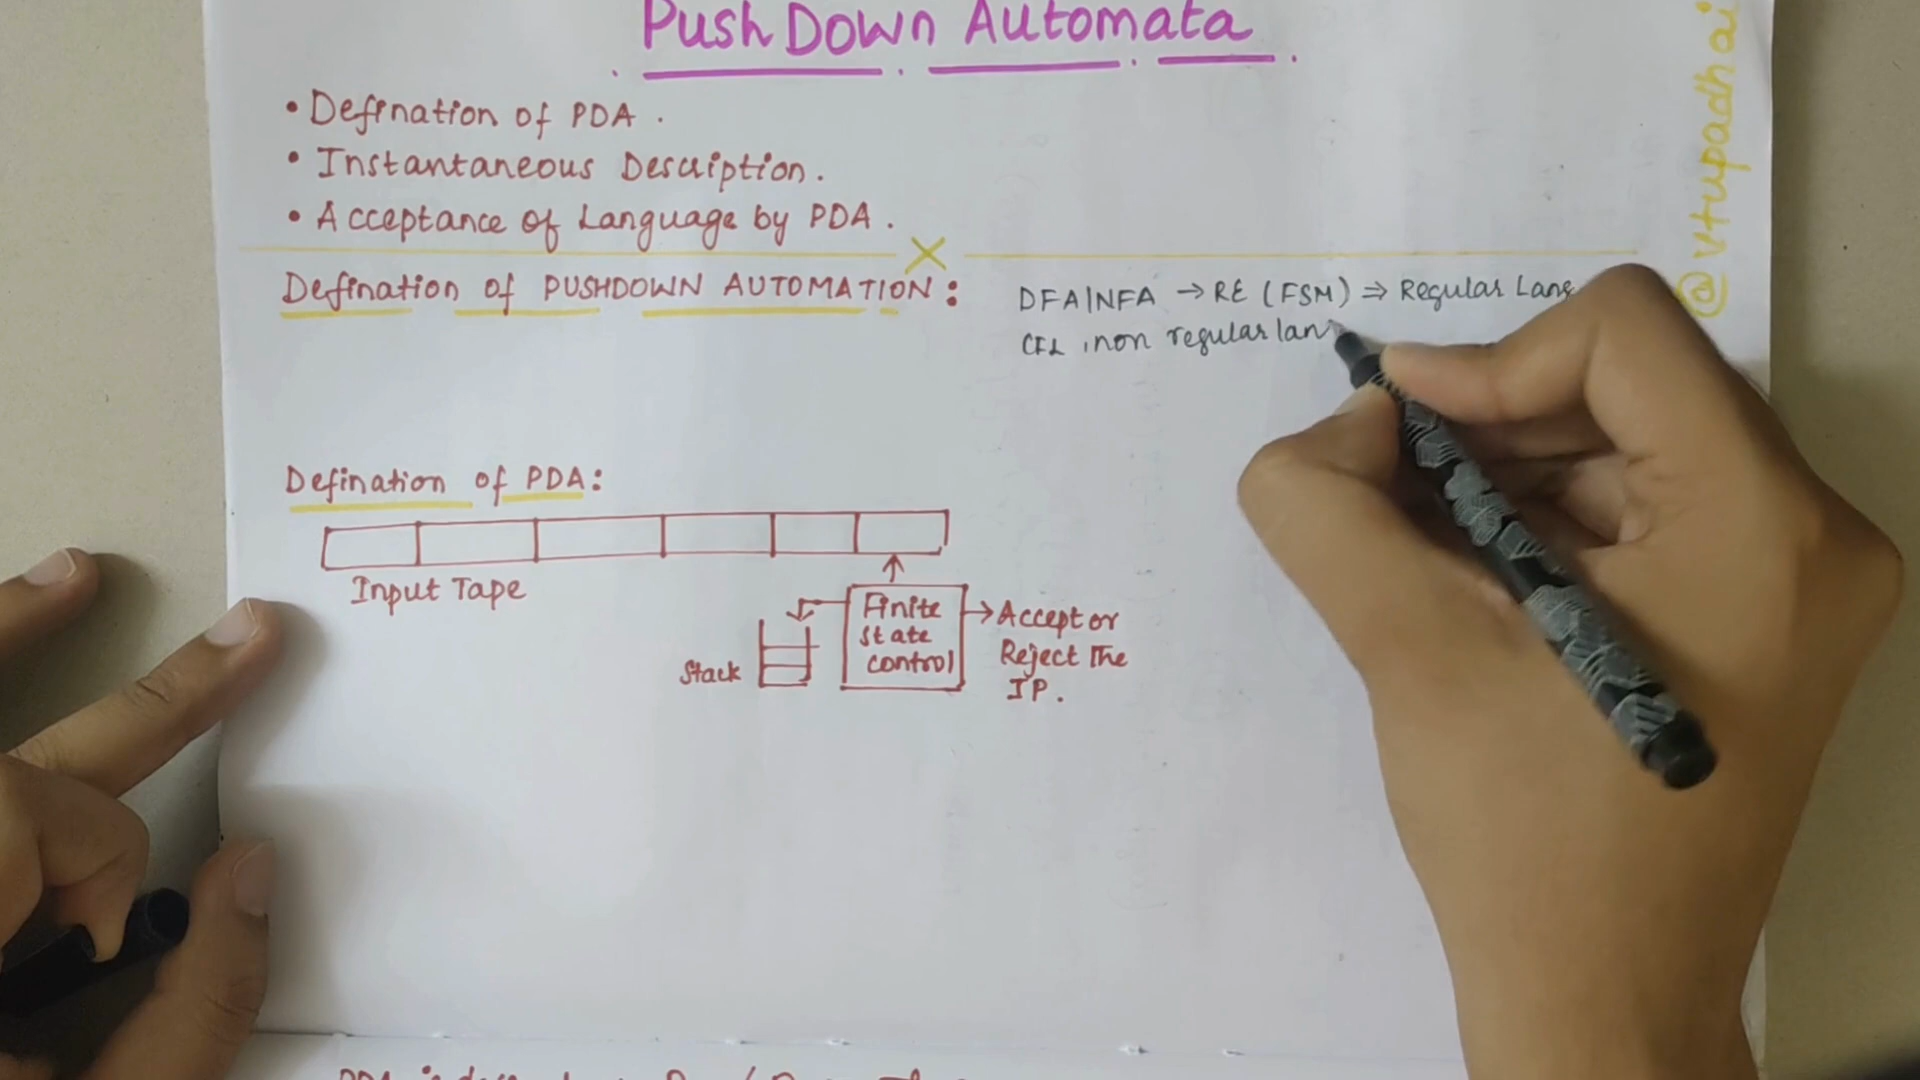 PushDown Automata
• Defination of PDA.
• Instantaneous Description.
• Acceptance of Language by PDA.
Defination of PUSHDOWN AUTOMATION:
DFA/NFA → RE (FSM) ⇒ Regular Lang
CFL, non regular lan
Defination of PDA:
Input Tape
Finite
state
control
Stack
Accept or
Reject the
IP.
@vtupadhai